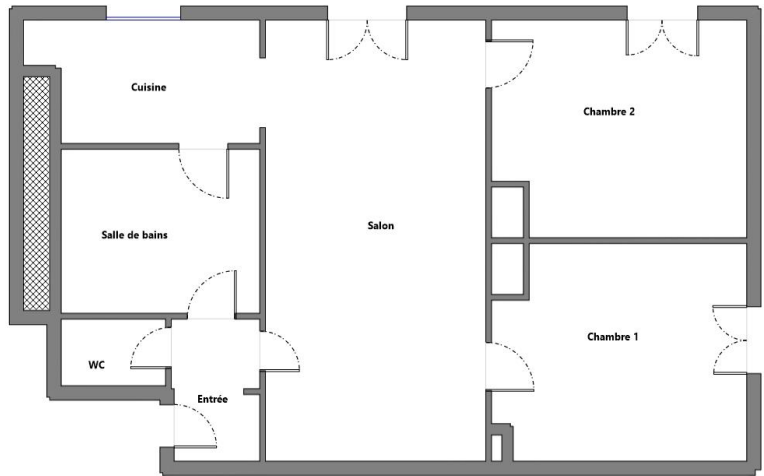 Cuisine
Chambre 2
Salle de bains
Salon
Chambre 1
WC
Entrée